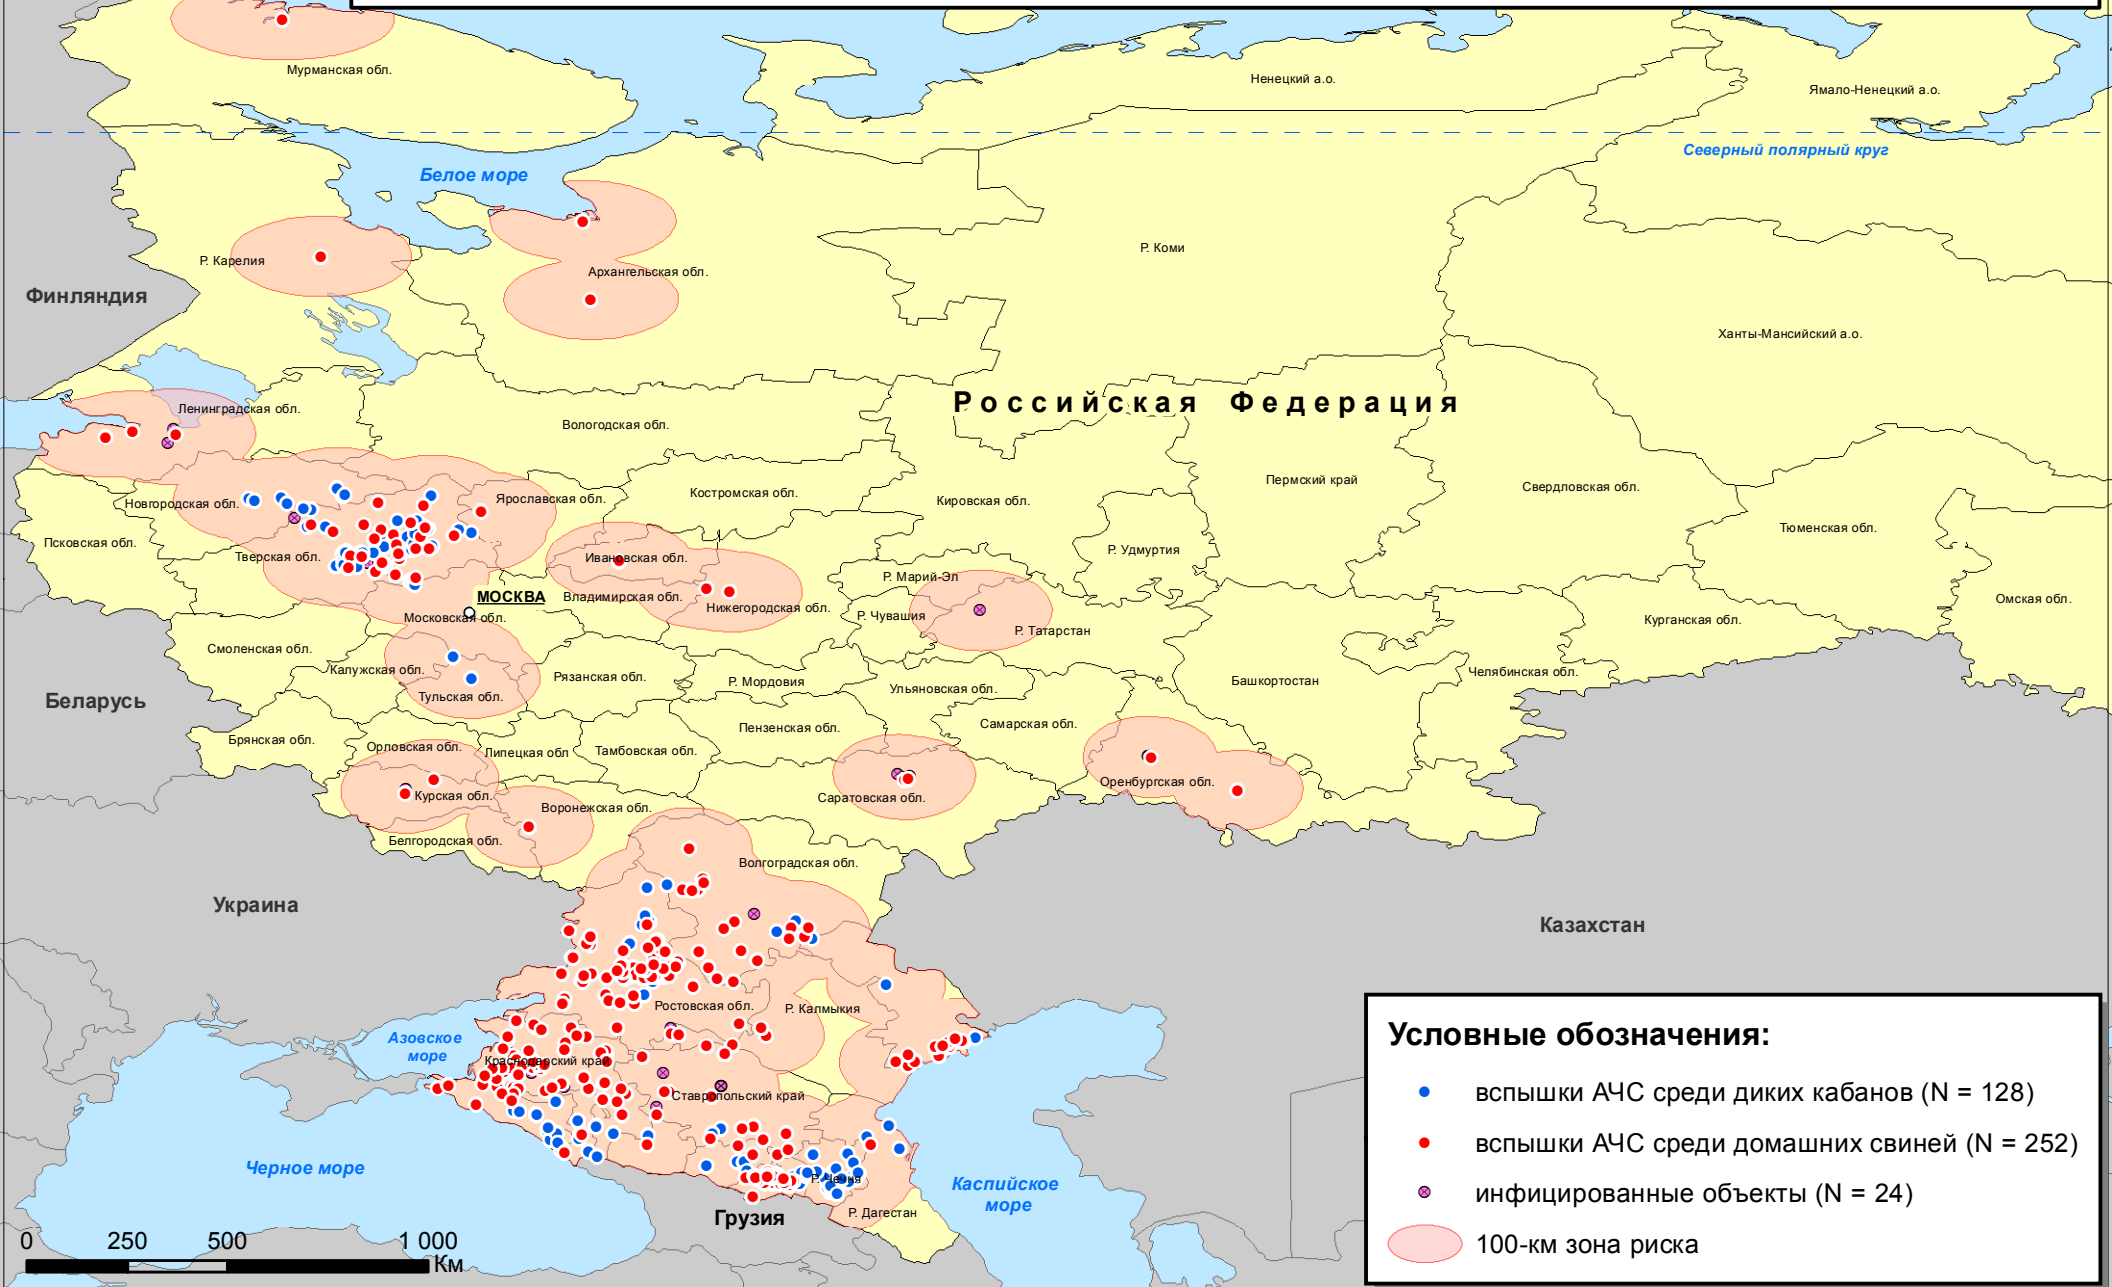 Мурманская обл.
Ненецкий а.о.
Ямало-Ненецкий а.о.
Северный полярный круг
Белое море
Р. Карелия
Архангельская обл.
Р. Коми
Финляндия
Ханты-Мансийский а.о.
Российская Федерация
Ленинградская обл.
Вологодская обл.
Новгородская обл.
Ярославская обл.
Костромская обл.
Кировская обл.
Пермский край
Свердловская обл.
Тюменская обл.
Псковская обл.
Тверская обл.
Ивановская обл.
Р. Удмуртия
Р. Марий-Эл
МОСКВА
Владимирская обл.
Нижегородская обл.
Омская обл.
Московская обл.
Р. Чувашия
Р. Татарстан
Курганская обл.
Смоленская обл.
Калужская обл.
Рязанская обл.
Р. Мордовия
Ульяновская обл.
Башкортостан
Челябинская обл.
Беларусь
Тульская обл.
Самарская обл.
Пензенская обл.
Брянская обл.
Орловская обл.
Липецкая обл
Тамбовская обл.
Оренбургская обл.
Курская обл.
Саратовская обл.
Воронежская обл.
Белгородская обл.
Волгоградская обл.
Украина
Казахстан
Ростовская обл.
Р. Калмыкия
Азовское
море
Краснодарский край
Ставропольский край
Черное море
Р. Чечня
Каспийское
море
Р. Дагестан
Грузия
0 250 500 1 000
Км
Условные обозначения:
вспышки АЧС среди диких кабанов (N = 128)
вспышки АЧС среди домашних свиней (N = 252)
инфицированные объекты (N = 24)
100-км зона риска